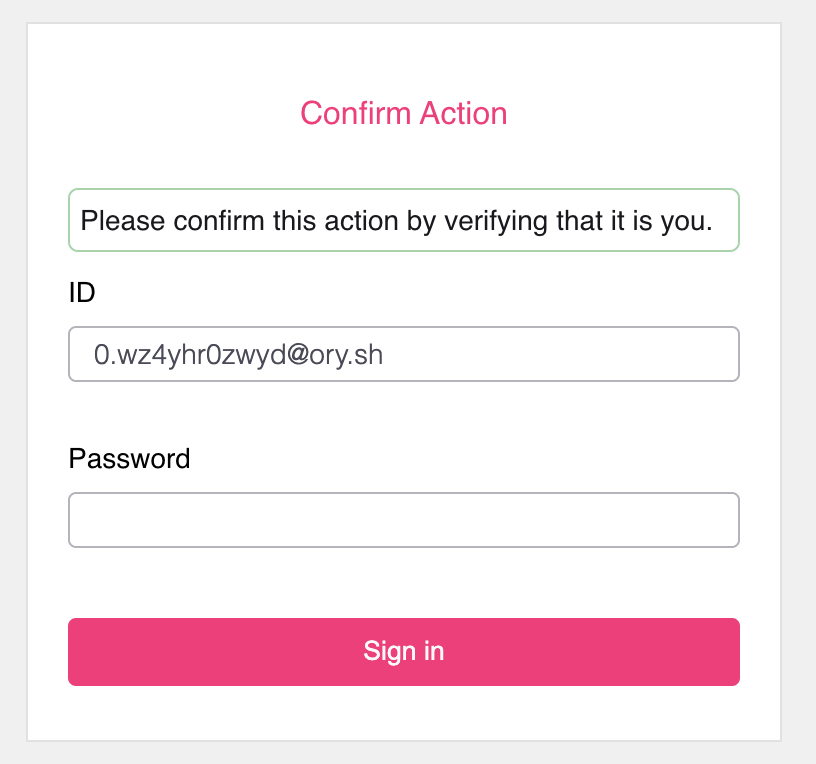 Confirm Action
Please confirm this action by verifying that it is you.
ID
0.wz4yhr0zwyd@ory.sh
Password
Sign in